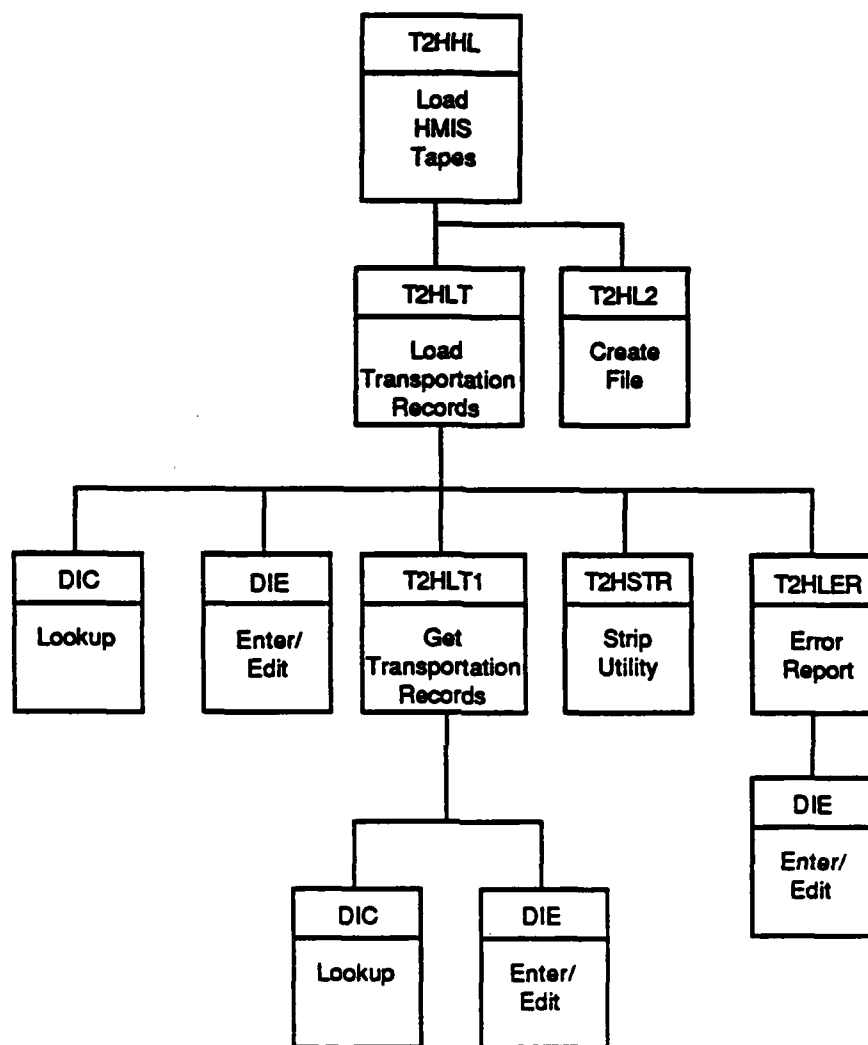 T2HHL
Load
HMIS
Tapes
T2HLT
Load
Transportation
Records
T2HL2
Create
File
DIC
Lookup
DIE
Enter/
Edit
T2HLT1
Get
Transportation
Records
T2HSTR
Strip
Utility
T2HLER
Error
Report
DIE
Enter/
Edit
DIC
Lookup
DIE
Enter/
Edit